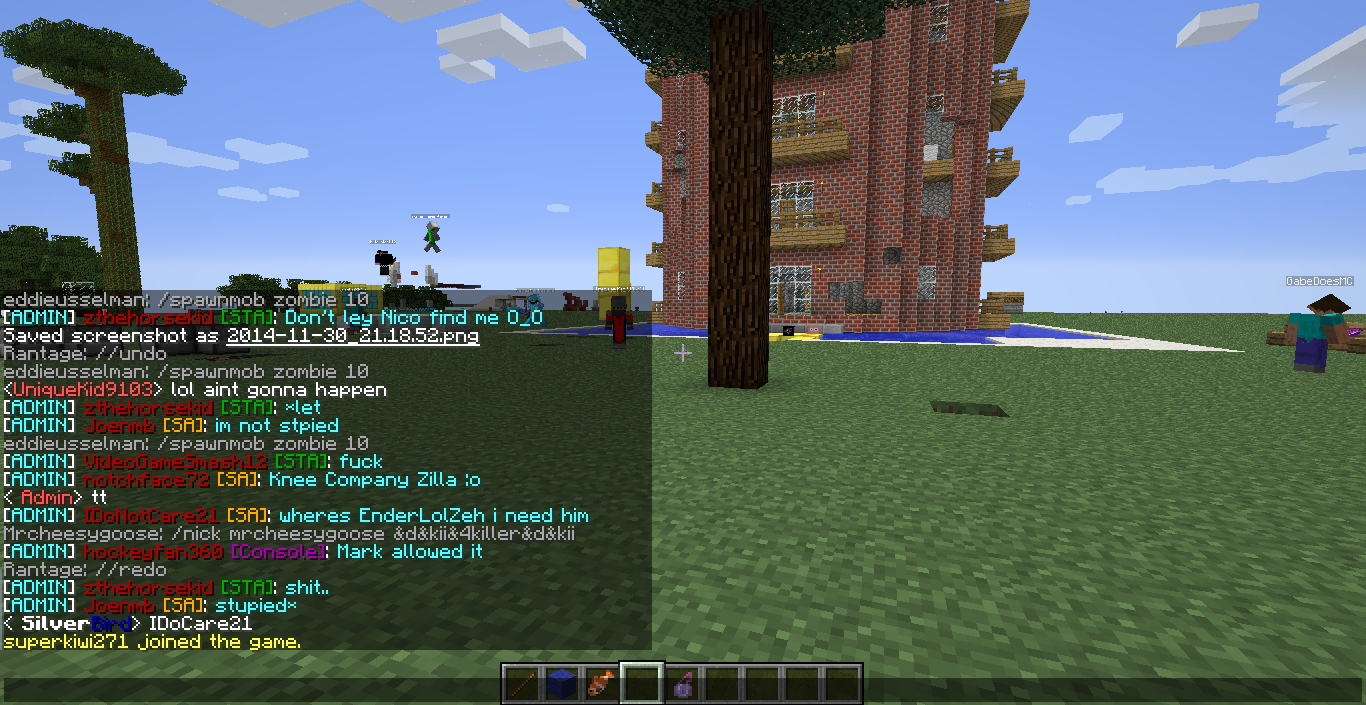 GabeDoesMC
eddieusselman: /spawnmob zombie 10
[ADMIN] zthehorsekid [STA]: Don't ley Nico find me O_O
Saved screenshot as 2014-11-30_21.18.52.png
Rantage: //undo
eddieusselman: /spawnmob zombie 10
<UniqueKid9103> lol aint gonna happen
[ADMIN] zthehorsekid [STA]: *let
[ADMIN] Joenmb [SA]: im not stpied
eddieusselman: /spawnmob zombie 10
[ADMIN] VideoGameSmash12 [STA]: fuck
[ADMIN] notchface72 [SA]: Knee Company Zilla :o
< Admin> tt
[ADMIN] IDoNotCare21 [SA]: wheres EnderLolZeh i need him
Mrcheesygoose: /nick mrcheesygoose &d&kii&4killer&d&kii
[ADMIN] hockeyfan360 [Console]: Mark allowed it
Rantage: //redo
[ADMIN] zthehorsekid [STA]: shit..
[ADMIN] Joenmb [SA]: stupied*
< SilverBird> IDoCare21
superkiwi271 joined the game.